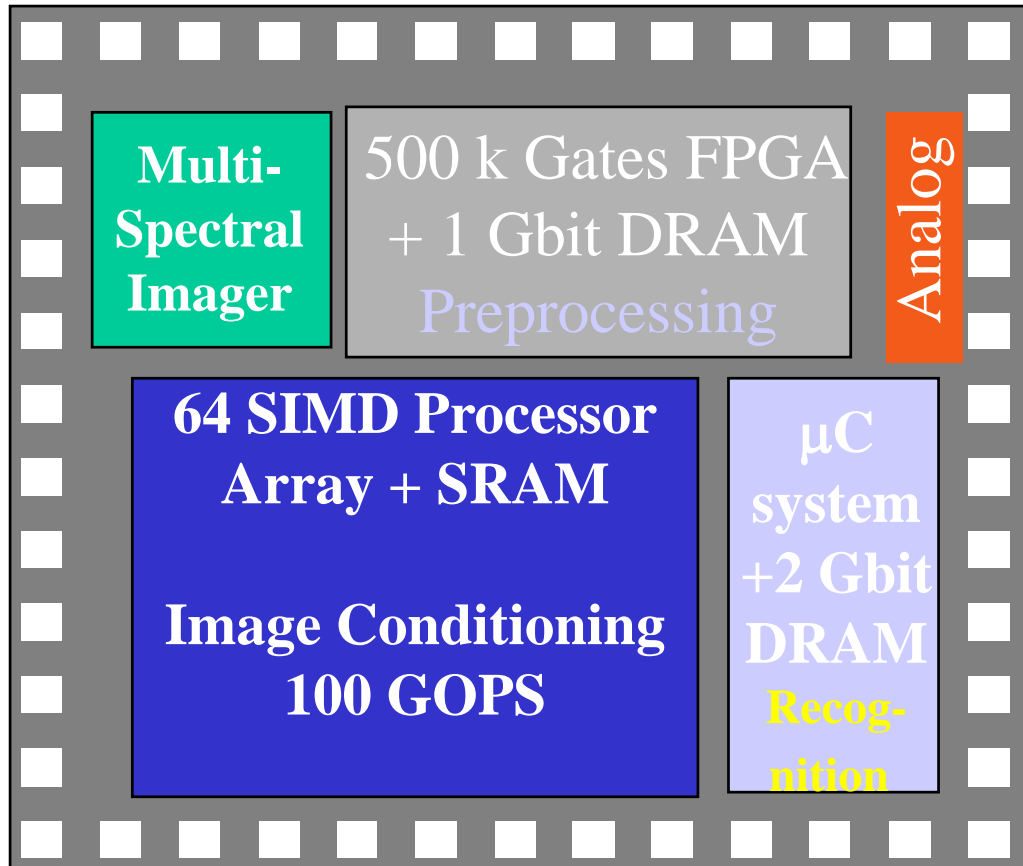 Multi-
Spectral
Imager
500 k Gates FPGA
+ 1 Gbit DRAM
Preprocessing
Analog
64 SIMD Processor
Array + SRAM
Image Conditioning
100 GOPS
μC
system
+2 Gbit
DRAM
Recog-
nition